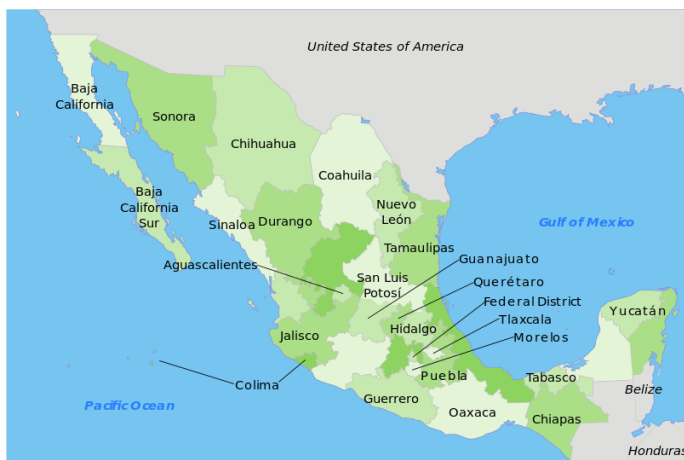 United States of America
Baja
California
Sonora
Chihuahua
Coahuila
Baja
California
Sur
Sinaloa
Durango
Nuevo
León
Tamaulipas
Gulf of Mexico
Aguascalientes
San Luis
Potosí
Guanajuato
Querétaro
Federal District
Tlaxcala
Morelos
Hidalgo
Yucatán
Jalisco
Colima
Puebla
Tabasco
Belize
Guerrero
Oaxaca
Chiapas
Pacific Ocean
Honduras